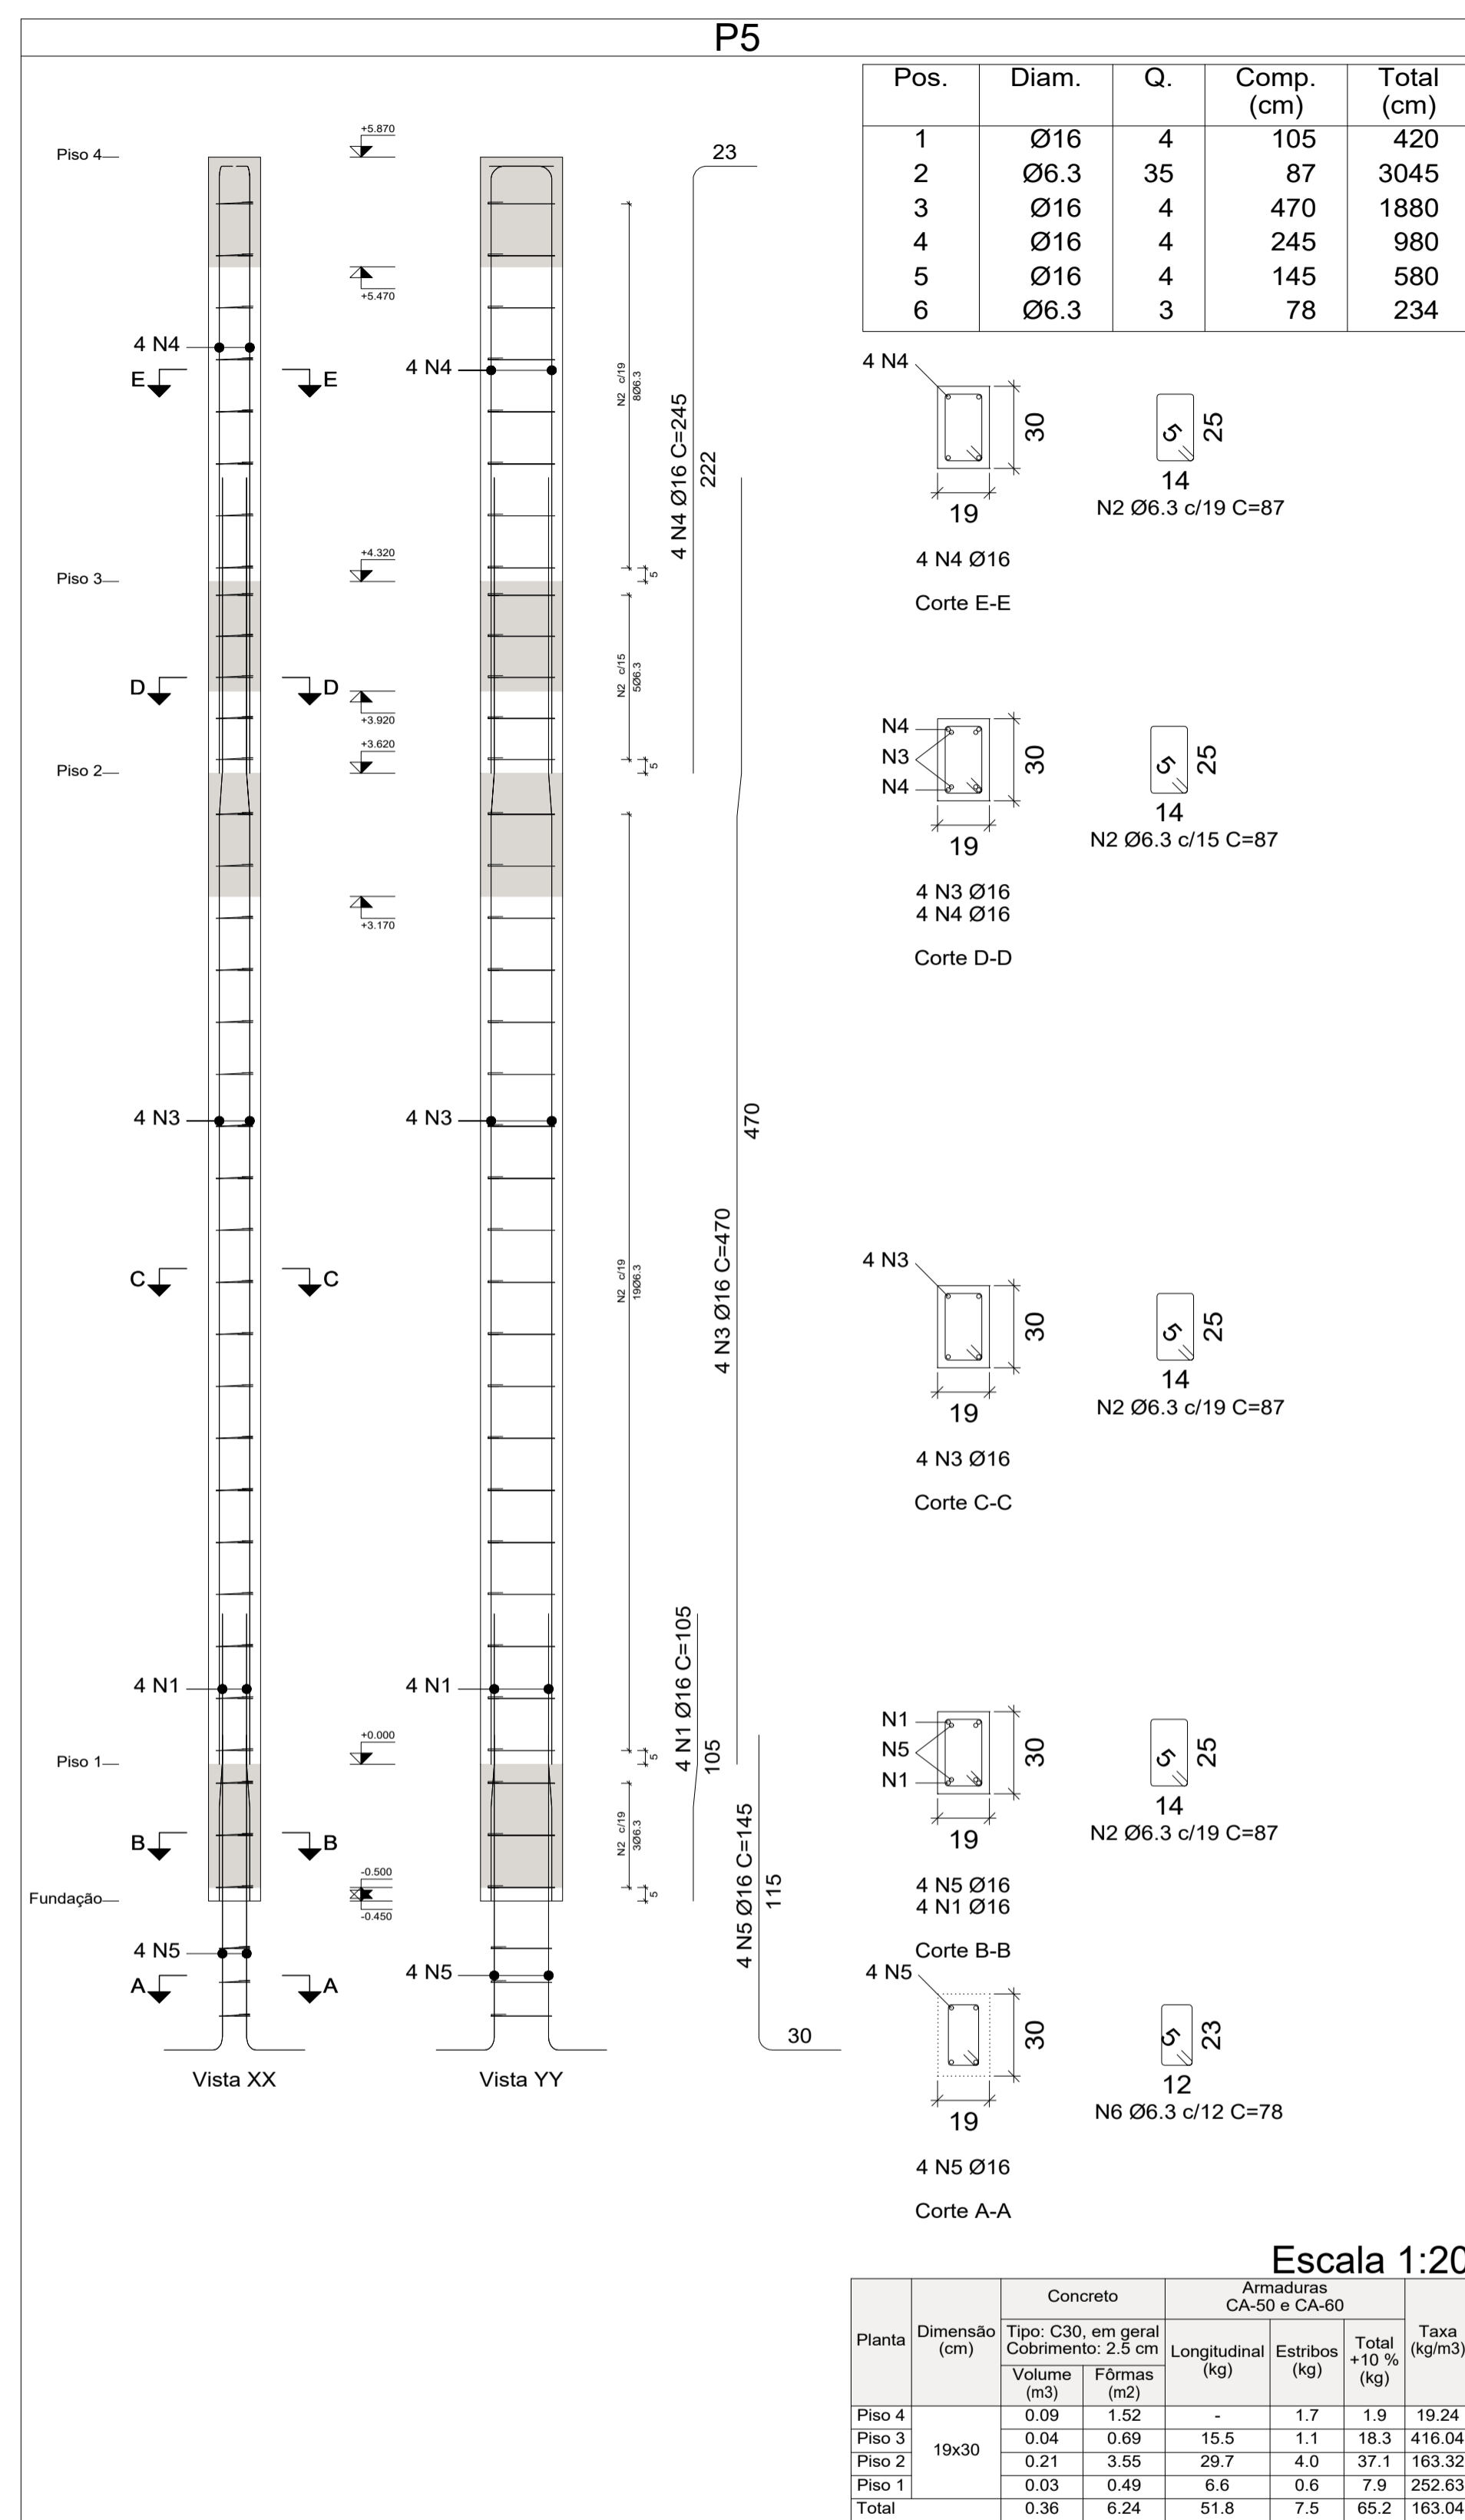 P5
Pos. Diam. Q. Comp. (cm) Total (cm)
1 Ø16 4 105 420
2 Ø6.3 35 87 3045
3 Ø16 4 470 1880
4 Ø16 4 245 980
5 Ø16 4 145 580
6 Ø6.3 3 78 234
Piso 4
+5.870
+5.470
4 N4
4 N4
E E
N2 c/19
8Ø6.3
23
4 N4 Ø16 C=245
222
Piso 3
+4.320
5
D D
N2 c/15
5Ø6.3
+3.920
+3.620
Piso 2
5
+3.170
4 N3
4 N3
470
4 N3 Ø16 C=470
C C
N2 c/19
19Ø6.3
4 N1
4 N1
4 N1 Ø16 C=105
105
Piso 1
+0.000
5
B B
N2 c/19
3Ø6.3
-0.500
Fundação
-0.450
5
4 N5
4 N5
A A
4 N5 Ø16 C=145
115
30
Vista XX
Vista YY
4 N4
30
19
5
25
14
N2 Ø6.3 c/19 C=87
4 N4 Ø16
Corte E-E
N4
N3
N4
30
19
5
25
14
N2 Ø6.3 c/15 C=87
4 N3 Ø16
4 N4 Ø16
Corte D-D
4 N3
30
19
5
25
14
N2 Ø6.3 c/19 C=87
4 N3 Ø16
Corte C-C
N1
N5
N1
30
19
5
25
14
N2 Ø6.3 c/19 C=87
4 N5 Ø16
4 N1 Ø16
Corte B-B
4 N5
30
19
5
23
12
N6 Ø6.3 c/12 C=78
4 N5 Ø16
Corte A-A
Escala 1:20
Planta
Dimensão
(cm)
Concreto
Tipo: C30, em geral
Cobrimento: 2.5 cm
Volume
(m3)
Fôrmas
(m2)
Armaduras
CA-50 e CA-60
Longitudinal
(kg)
Estribos
(kg)
Total
+10 %
(kg)
Taxa
(kg/m3)
19x30
Piso 4 0.09 1.52 - 1.7 1.9 19.24
Piso 3 0.04 0.69 15.5 1.1 18.3 416.04
Piso 2 0.21 3.55 29.7 4.0 37.1 163.32
Piso 1 0.03 0.49 6.6 0.6 7.9 252.63
Total 0.36 6.24 51.8 7.5 65.2 163.04